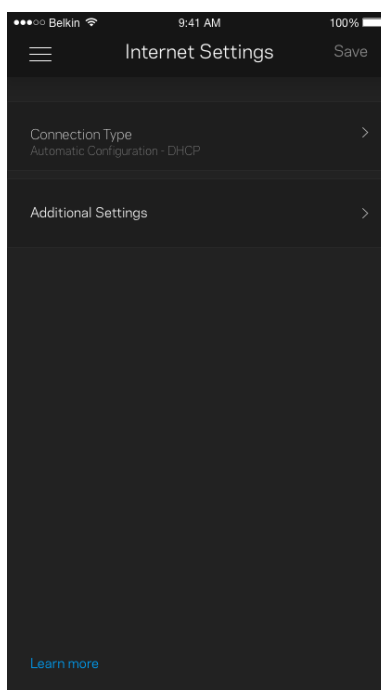 Belkin 9:41 AM 100%
Internet Settings Save
Connection Type
Automatic Configuration - DHCP
Additional Settings
Learn more